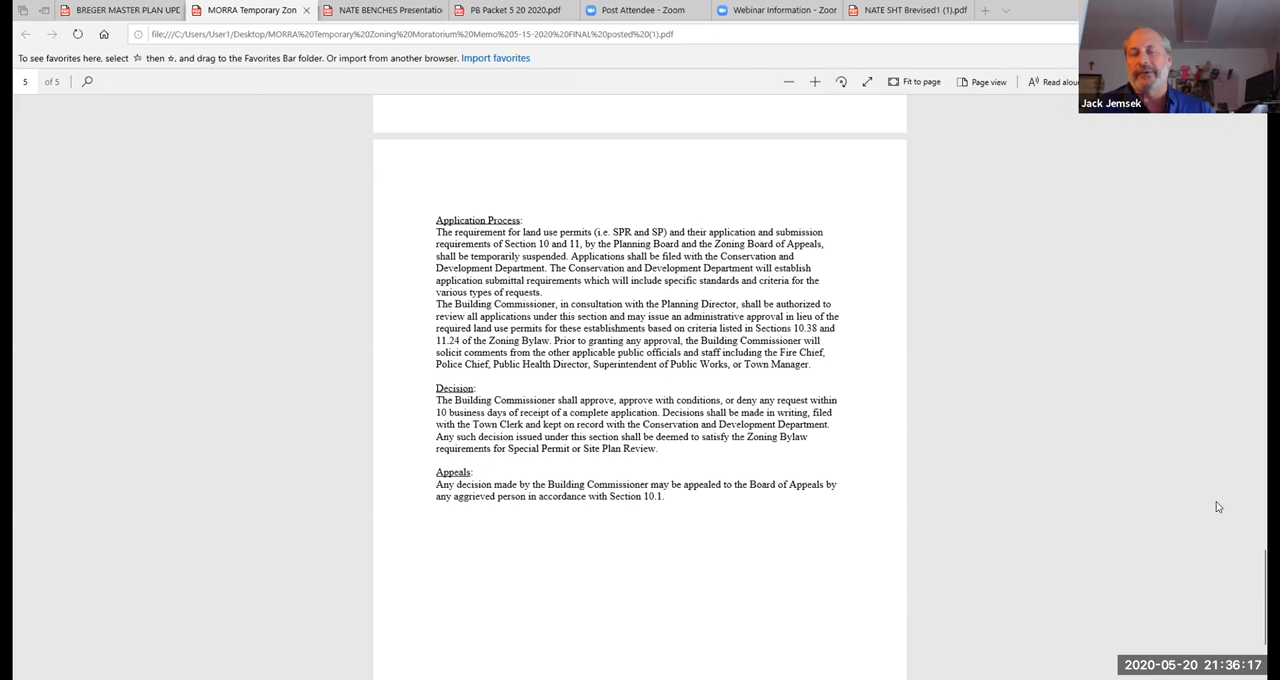 BREGER MASTER PLAN UPD
MORRA Temporary Zon
NATE BENCHES Presentatio
PB Packet 5 20 2020.pdf
Post Attendee - Zoom
Webinar Information - Zoor
NATE SHT Brevised1 (1).pdf
file:///C:/Users/User1/Desktop/MORRA%20Temporary%20Zoning%20Moratorium%20Memo%205-15-2020%20FINAL%20posted%20(1).pdf
To see favorites here, select ☆ then ☆, and drag to the Favorites Bar folder. Or import from another browser. Import favorites
5 of 5
Fit to page
Page view
Read alou
Jack Jemsek
Application Process:
The requirement for land use permits (i.e. SPR and SP) and their application and submission
requirements of Section 10 and 11, by the Planning Board and the Zoning Board of Appeals,
shall be temporarily suspended. Applications shall be filed with the Conservation and
Development Department. The Conservation and Development Department will establish
application submittal requirements which will include specific standards and criteria for the
various types of requests.
The Building Commissioner, in consultation with the Planning Director, shall be authorized to
review all applications under this section and may issue an administrative approval in lieu of the
required land use permits for these establishments based on criteria listed in Sections 10.38 and
11.24 of the Zoning Bylaw. Prior to granting any approval, the Building Commissioner will
solicit comments from the other applicable public officials and staff including the Fire Chief,
Police Chief, Public Health Director, Superintendent of Public Works, or Town Manager.
Decision:
The Building Commissioner shall approve, approve with conditions, or deny any request within
10 business days of receipt of a complete application. Decisions shall be made in writing, filed
with the Town Clerk and kept on record with the Conservation and Development Department.
Any such decision issued under this section shall be deemed to satisfy the Zoning Bylaw
requirements for Special Permit or Site Plan Review.
Appeals:
Any decision made by the Building Commissioner may be appealed to the Board of Appeals by
any aggrieved person in accordance with Section 10.1.
2020-05-20 21:36:17